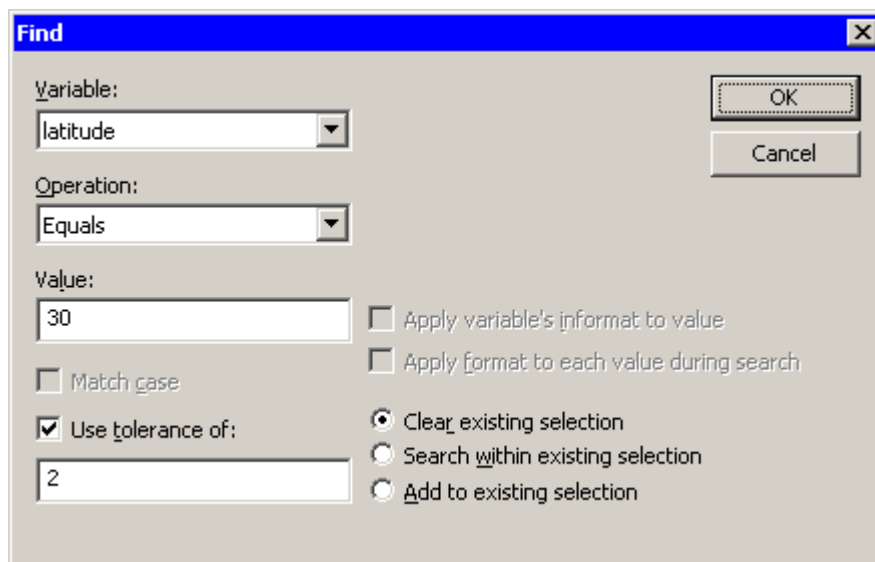 Find
Variable:
latitude
Operation:
Equals
Value:
30
Match case
Use tolerance of:
2
OK
Cancel
Apply variable's informat to value
Apply format to each value during search
Clear existing selection
Search within existing selection
Add to existing selection